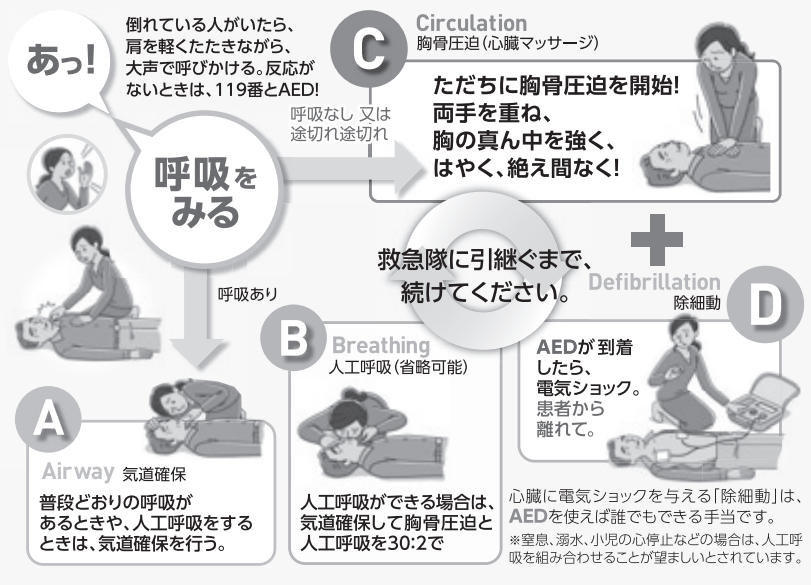 あっ!
倒れている人がいたら、
肩を軽くたたきながら、
大声で呼びかける。反応が
ないときは、119番とAED!
呼吸を
みる
呼吸なし 又は
途切れ途切れ
C
Circulation
胸骨圧迫(心臓マッサージ)
ただちに胸骨圧迫を開始!
両手を重ね、
胸の真ん中を強く、
はやく、絶え間なく!
救急隊に引継ぐまで、
続けてください。
呼吸あり
A
Airway 気道確保
普段どおりの呼吸が
あるときや、人工呼吸をする
ときは、気道確保を行う。
B
Breathing
人工呼吸(省略可能)
人工呼吸ができる場合は、
気道確保して胸骨圧迫と
人工呼吸を30:2で
Defibrillation
除細動
D
AEDが到着
したら、
電気ショック。
患者から
離れて。
心臓に電気ショックを与える「除細動」は、
AEDを使えば誰でもできる手当です。
※窒息、溺水、小児の心停止などの場合は、人工呼
吸を組み合わせることが望ましいとされています。